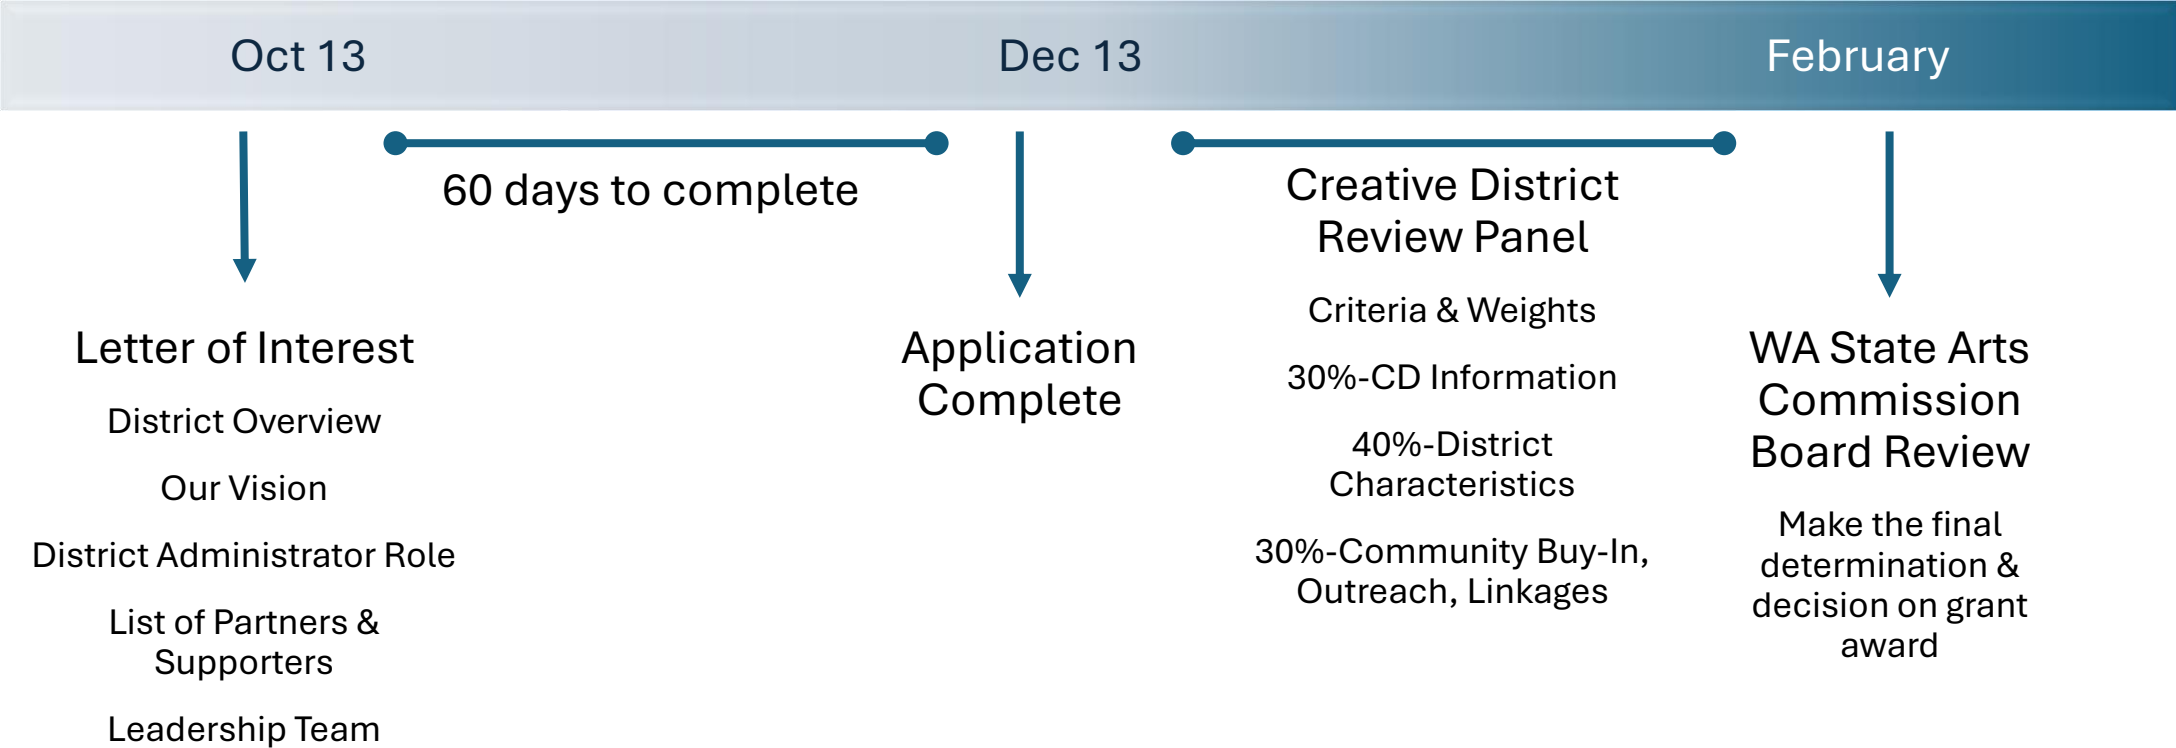 Oct 13
Dec 13
February
60 days to complete
Letter of Interest
District Overview
Our Vision
District Administrator Role
List of Partners &
Supporters
Leadership Team
Application
Complete
Creative District
Review Panel
Criteria & Weights
30%-CD Information
40%-District
Characteristics
30%-Community Buy-In,
Outreach, Linkages
WA State Arts
Commission
Board Review
Make the final
determination &
decision on grant
award